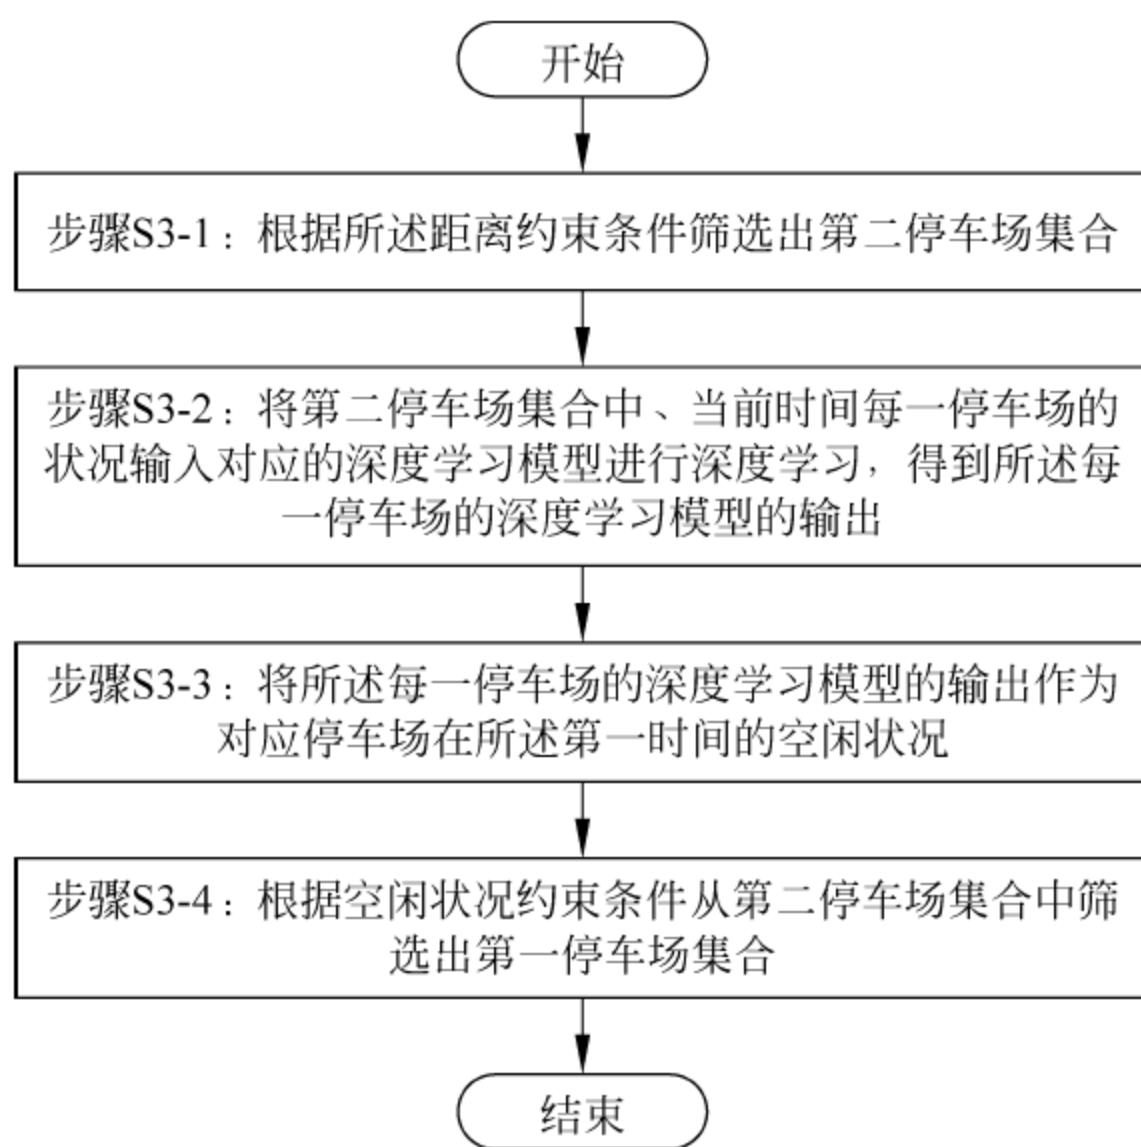 开始
步骤S3-1：根据所述距离约束条件筛选出第二停车场集合
步骤S3-2：将第二停车场集合中、当前时间每一停车场的
状况输入对应的深度学习模型进行深度学习，得到所述每
一停车场的深度学习模型的输出
步骤S3-3：将所述每一停车场的深度学习模型的输出作为
对应停车场在所述第一时间的空闲状况
步骤S3-4：根据空闲状况约束条件从第二停车场集合中筛
选出第一停车场集合
结束